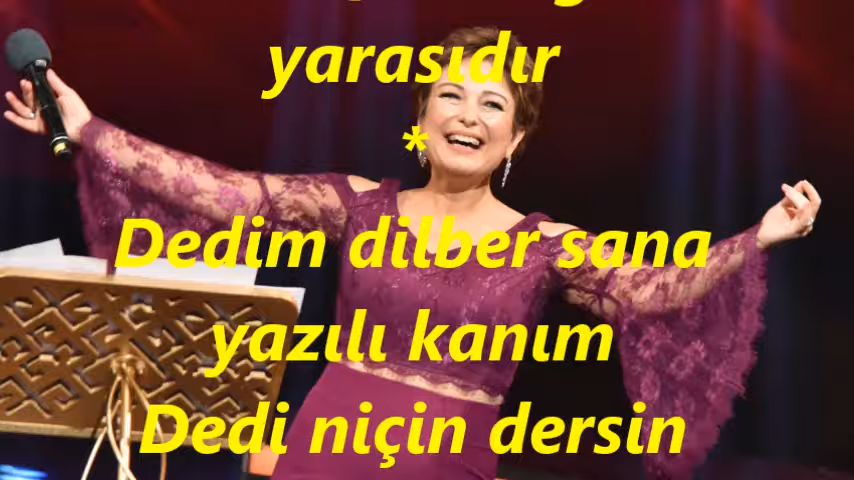 yarasıdır
*
Dedim dilber sana
yazılı kanım
Dedi niçin dersin